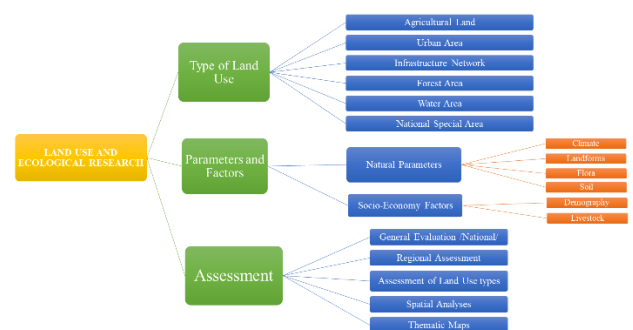 LAND USE AND
ECOLOGICAL RESEARCH
Type of Land
Use
Agricultural Land
Urban Area
Infrastructure Network
Forest Area
Water Area
National Special Area
Parameters and
Factors
Natural Parameters
Climate
Landforms
Flora
Soil
Socio-Economy Factors
Demography
Livestock
Assessment
General Evaluation /National/
Regional Assessment
Assessment of Land Use types
Spatial Analyses
Thematic Maps